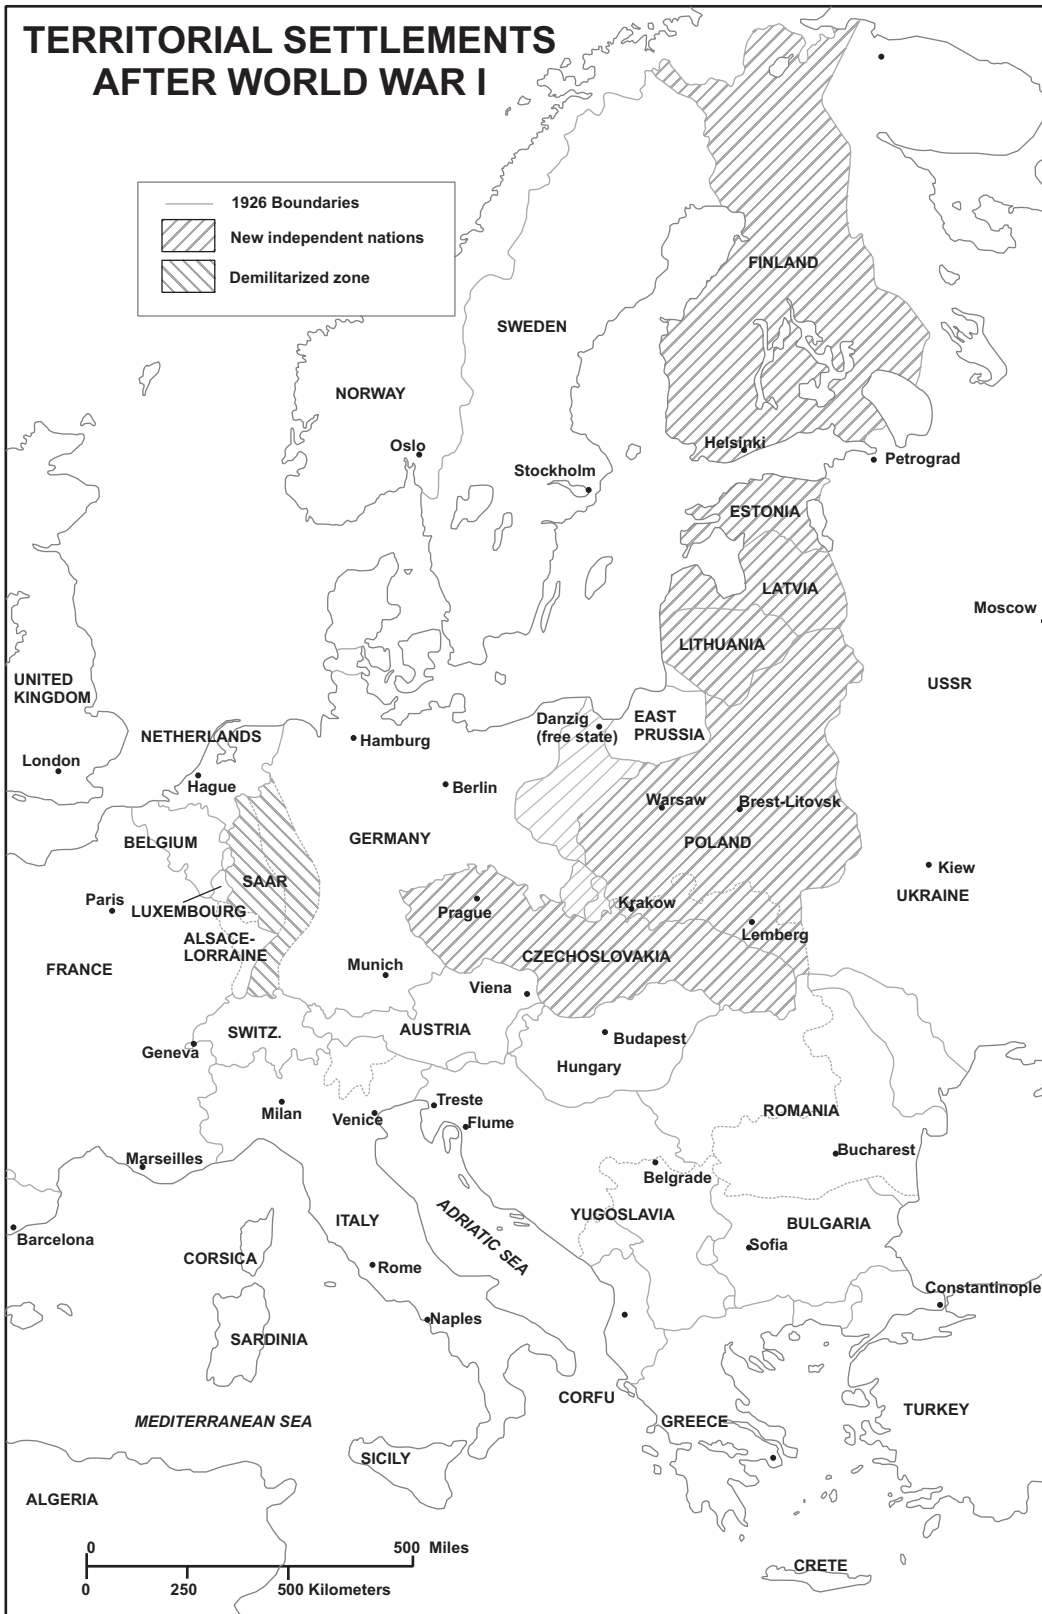 TERRITORIAL SETTLEMENTS
AFTER WORLD WAR I
1926 Boundaries
New independent nations
Demilitarized zone
FINLAND
SWEDEN
NORWAY
Oslo
Helsinki
Petrograd
Stockholm
ESTONIA
LATVIA
Moscow
LITHUANIA
UNITED
KINGDOM
USSR
Danzig
(free state)
EAST
PRUSSIA
NETHERLANDS
Hamburg
London
Hague
Berlin
Warsaw
Brest-Litovsk
BELGIUM
GERMANY
POLAND
Kiew
SAAR
UKRAINE
Paris
LUXEMBOURG
Prague
Krakow
Lemberg
ALSACE-
LORRAINE
CZECHOSLOVAKIA
FRANCE
Munich
Viena
SWITZ.
AUSTRIA
Budapest
Geneva
Hungary
Milan
Venice
Treste
Flume
ROMANIA
Bucharest
Marseilles
Belgrade
YUGOSLAVIA
BULGARIA
Barcelona
ITALY
ADRIATIC SEA
Sofia
CORSICA
Rome
Constantinople
Naples
SARDINIA
CORFU
TURKEY
MEDITERRANEAN SEA
GREECE
SICILY
ALGERIA
0 500 Miles
CRETE
0 250 500 Kilometers